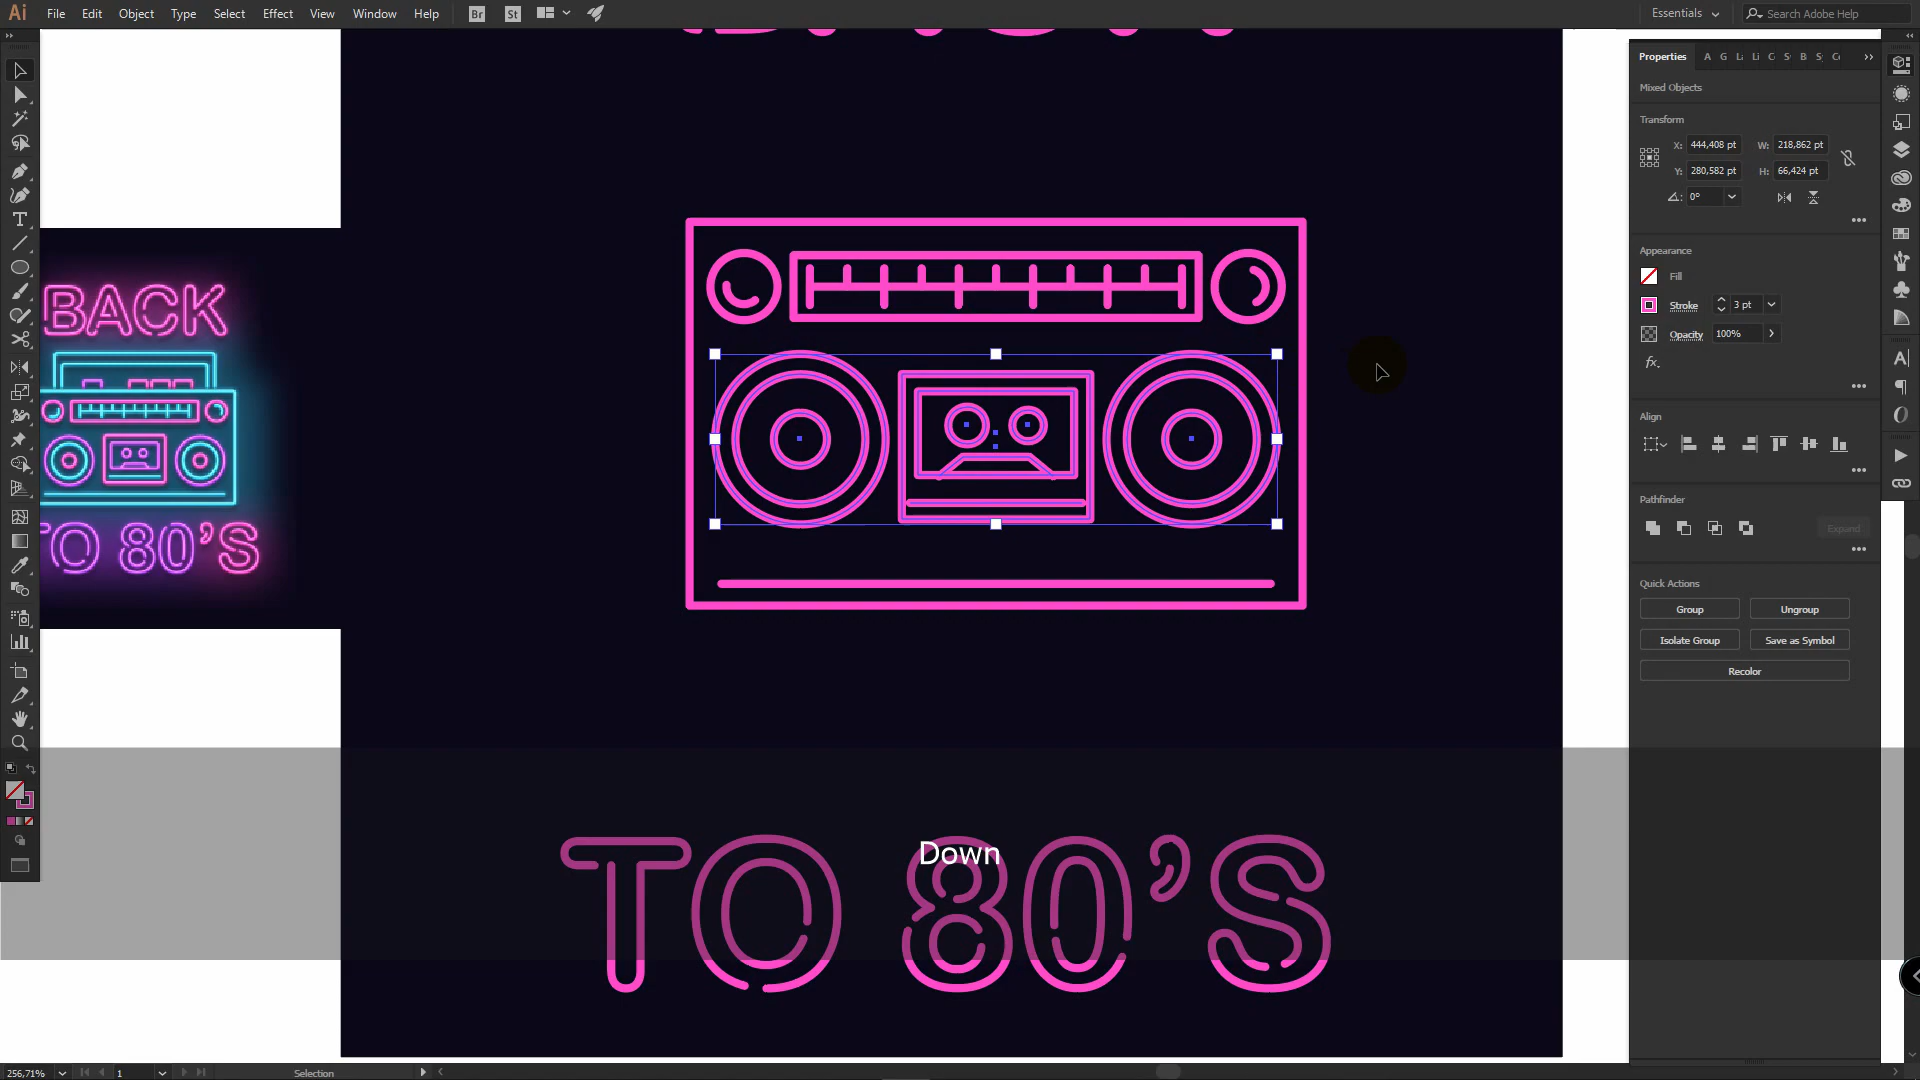 Ai File Edit Object Type Select Effect View Window Help Br St Essentials Search Adobe Help
Properties A G
Mixed Objects
Transform
X: 444,408 pt W: 218,862 pt
Y: 280,582 pt H: 66,424 pt
0°
Appearance
Fill
Stroke 3 pt
Opacity 100%
fx.
Align
Pathfinder
Expand
Quick Actions
Group Ungroup
Isolate Group Save as Symbol
Recolor
BACK
TO 80'S
Down
TO 80'S
256,71% 1 Selection